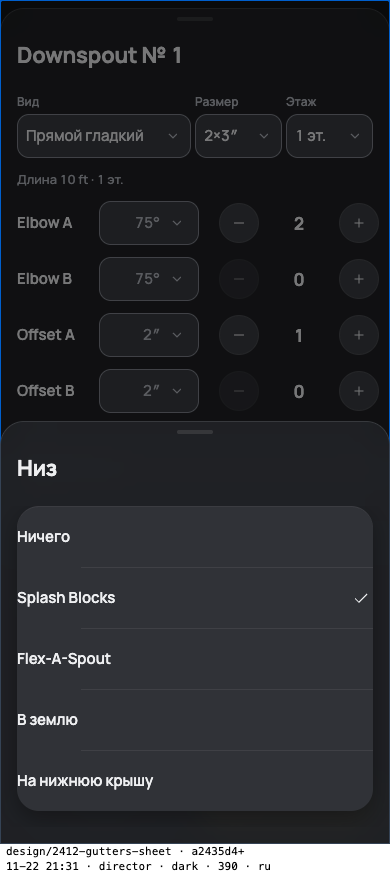 Downspout № 1
Вид Размер Этаж
Прямой гладкий 2×3″ 1 эт.
Длина 10 ft · 1 эт.
Elbow A 75° − 2 +
Elbow B 75° − 0 +
Offset A 2″ − 1 +
Offset B 2″ − 0 +
Низ
Ничего
Splash Blocks
Flex-A-Spout
В землю
На нижнюю крышу
design/2412-gutters-sheet · a2435d4+
11-22 21:31 · director · dark · 390 · ru